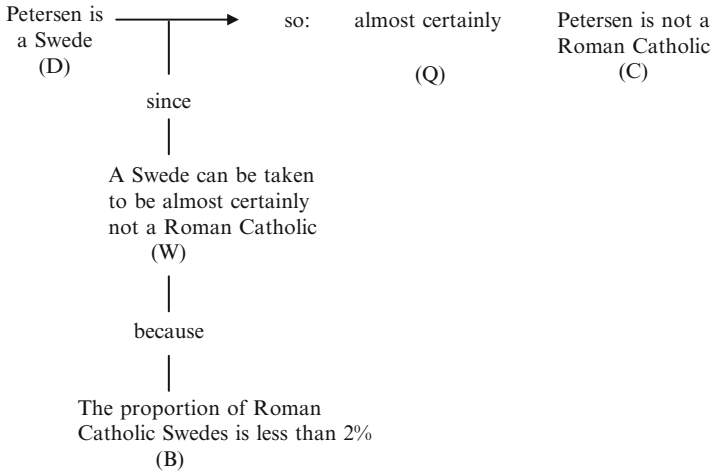 Petersen is
a Swede
(D)
so:
almost certainly
(Q)
Petersen is not a
Roman Catholic
(C)
since
A Swede can be taken
to be almost certainly
not a Roman Catholic
(W)
because
The proportion of Roman
Catholic Swedes is less than 2%
(B)